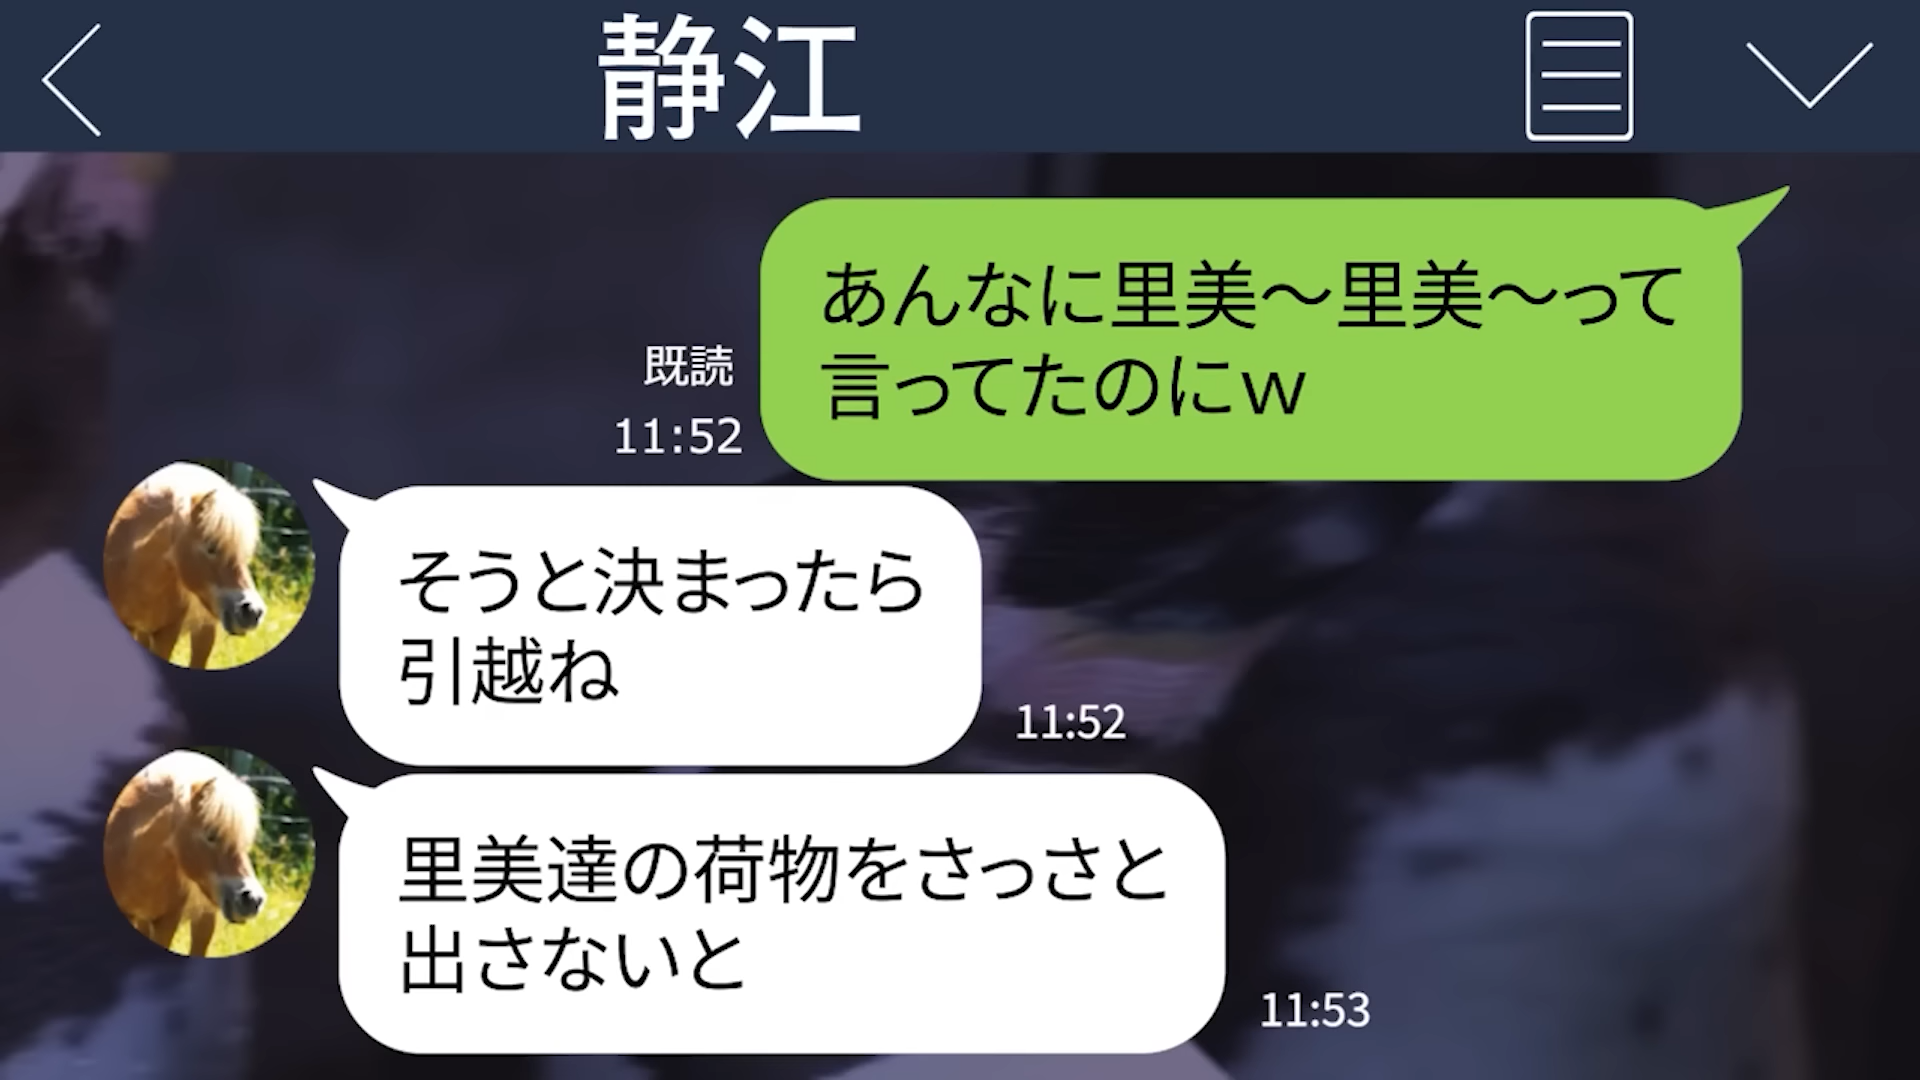 静江
あんなに里美～里美～って
言ってたのにｗ
既読
11:52
そうと決まったら
引越ね
11:52
里美達の荷物をさっさと
出さないと
11:53